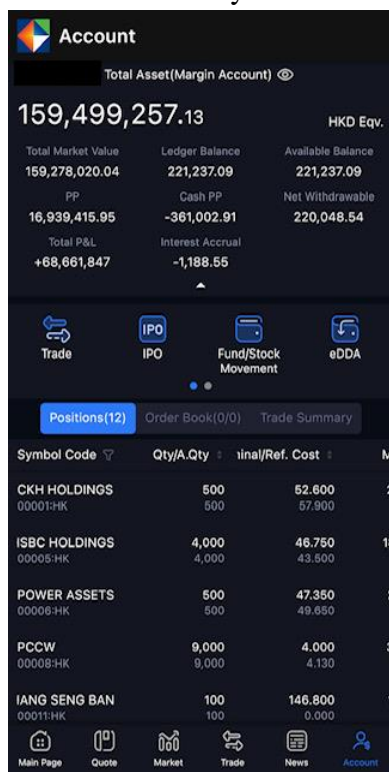 Account
Total Asset(Margin Account)
159,499,257.13 HKD Eqv.
Total Market Value Ledger Balance Available Balance
159,278,020.04 221,237.09 221,237.09
PP Cash PP Net Withdrawable
16,939,415.95 -361,002.91 220,048.54
Total P&L Interest Accrual
+68,661,847 -1,188.55
IPO
Trade IPO Fund/Stock eDDA
Movement
Positions(12) Order Book(0/0) Trade Summary
Symbol Code Qty/A.Qty ninal/Ref. Cost M
CKH HOLDINGS 500 52.600
00001:HK 500 57.900
ISBC HOLDINGS 4,000 46.750
00005:HK 4,000 43.500
POWER ASSETS 500 47.350
00006:HK 500 49.650
PCCW 9,000 4.000
00008:HK 9,000 4.130
IANG SENG BAN 100 146.800
00011:HK 100 0.000
Main Page Quote Market Trade News Account